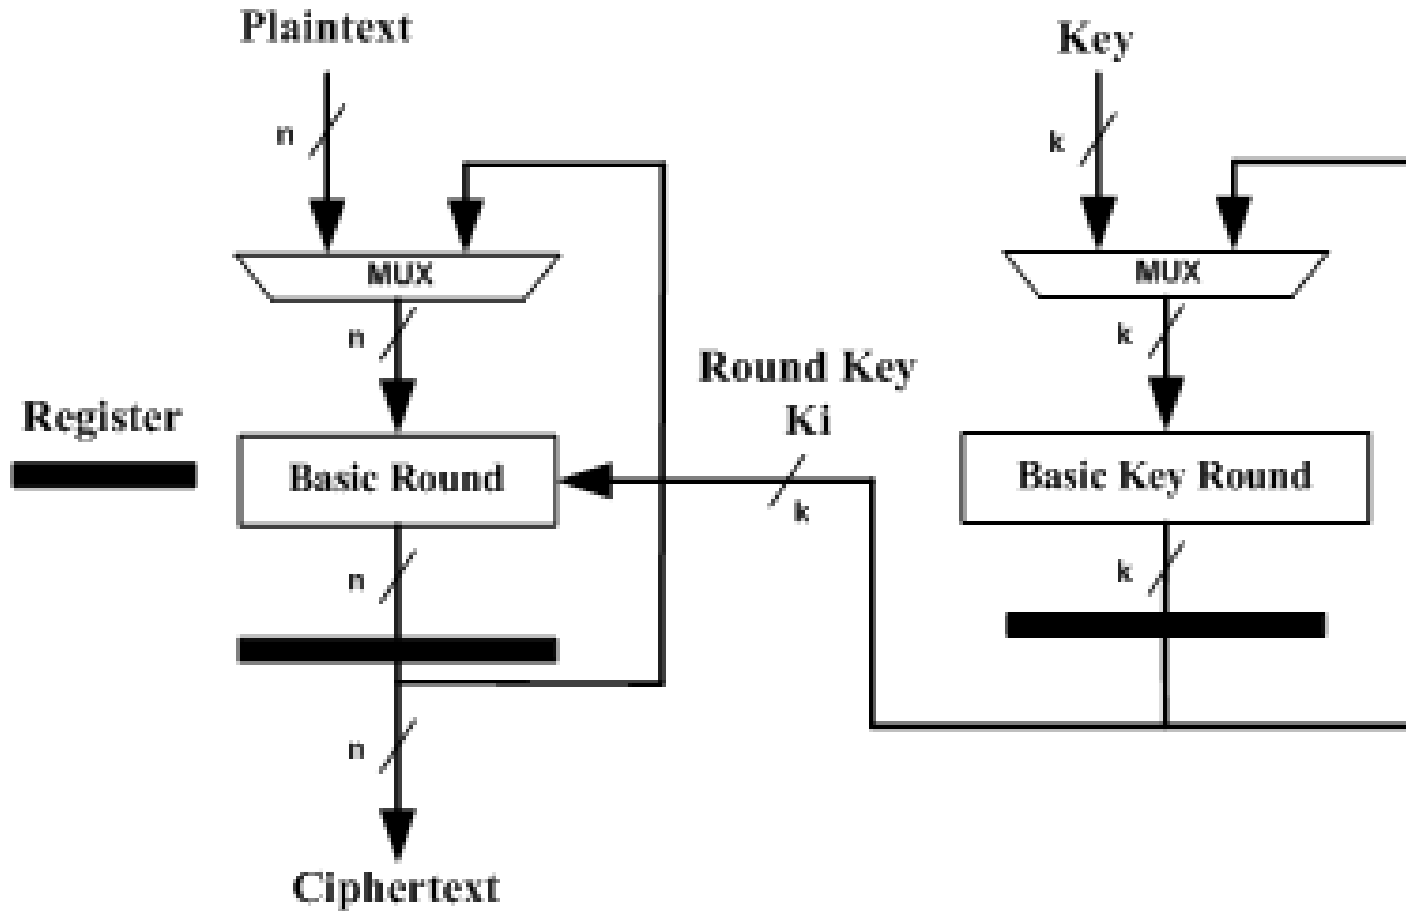 Plaintext
Key
n
k
MUX
MUX
n
k
Round Key
Ki
Register
Basic Round
Basic Key Round
k
n
k
n
Ciphertext